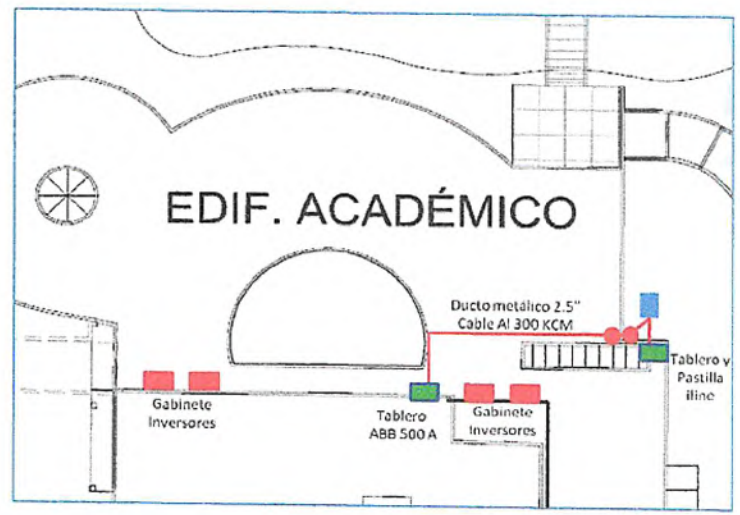 EDIF. ACADÉMICO
Ducto metálico 2.5"
Cable Al 300 KCM
Tablero y
Pastilla
iline
Gabinete
Inversores
Tablero
ABB 500 A
Gabinete
Inversores